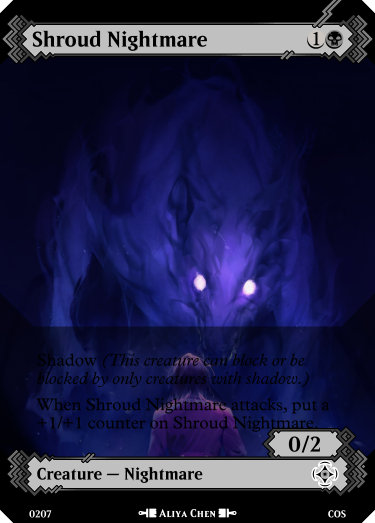 Shroud Nightmare
1
Shadow (This creature can block or be
blocked by only creatures with shadow.)
When Shroud Nightmare attacks, put a
+1/+1 counter on Shroud Nightmare.
0/2
Creature — Nightmare
0207 Aliya Chen COS